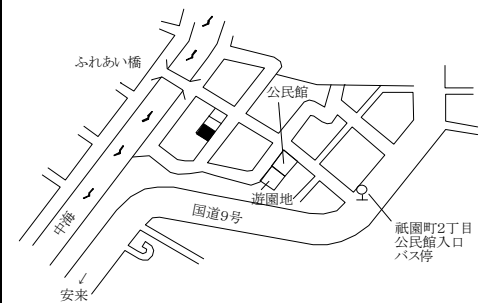 ふれあい橋
公民館
遊園地
国道9号
中海
祇園町2丁目
公民館入口
バス停
安来